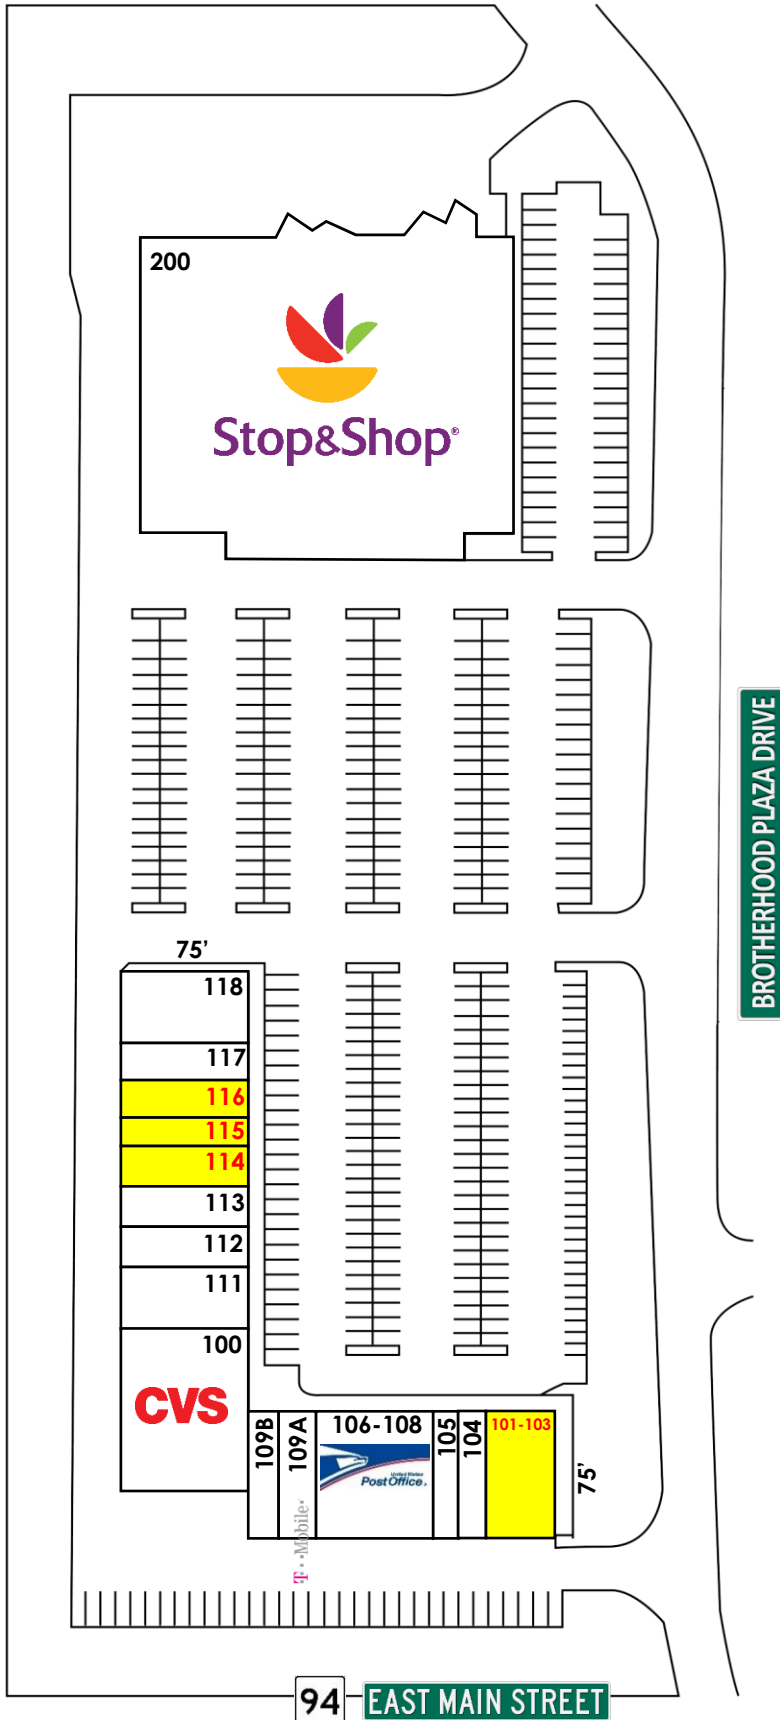 200
Stop&Shop®
BROTHERHOOD PLAZA DRIVE
75'
118
117
116
115
114
113
112
111
100
CVS
109B
109A
106-108
105
104
101-103
United States
Post Office
75'
T··Mobile·
94
EAST MAIN STREET